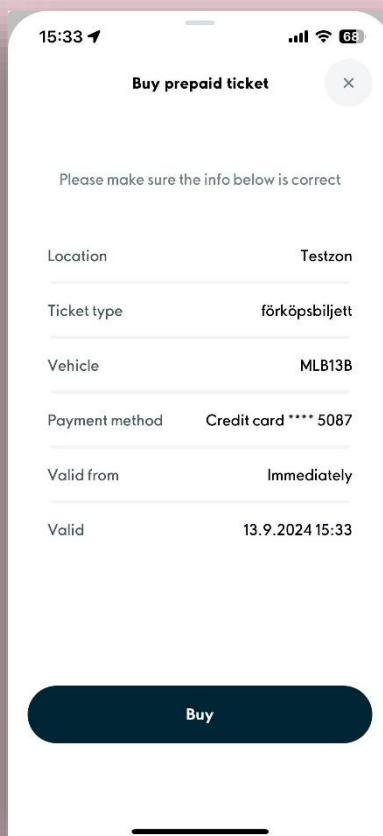 15:33 68
Buy prepaid ticket
Please make sure the info below is correct
Location Testzon
Ticket type förköpsbiljett
Vehicle MLB13B
Payment method Credit card **** 5087
Valid from Immediately
Valid 13.9.2024 15:33
Buy